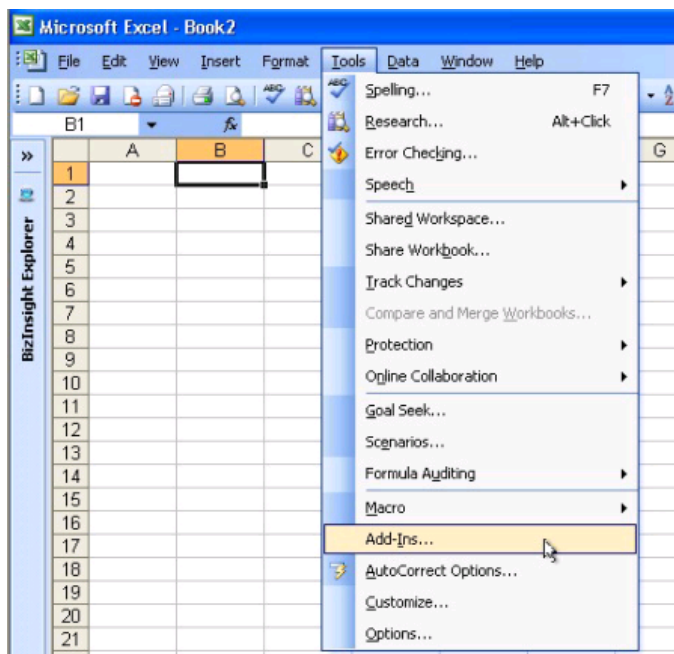 Microsoft Excel - Book2
File Edit View Insert Format Tools Data Window Help
B1 fx
A B C G
1
2
3
4
5
6
7
8
9
10
11
12
13
14
15
16
17
18
19
20
21
BizInsight Explorer
ABC Spelling... F7
Research... Alt+Click
Error Checking...
Speech
Shared Workspace...
Share Workbook...
Track Changes
Compare and Merge Workbooks...
Protection
Online Collaboration
Goal Seek...
Scenarios...
Formula Auditing
Macro
Add-Ins...
AutoCorrect Options...
Customize...
Options...